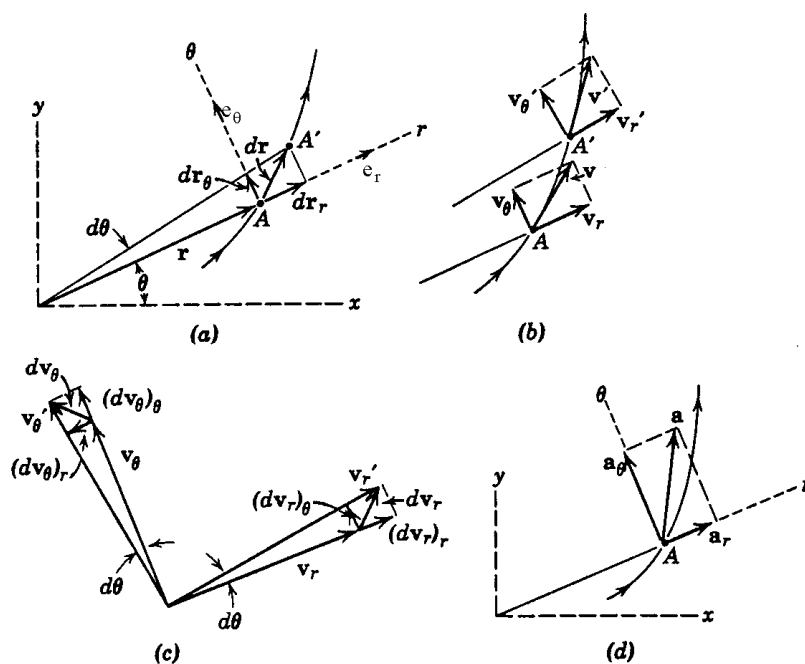 θ
y
e_θ
r
A′
dr
dr_θ
e_r
dr_r
A
dθ
r
θ
x
(a)
v_θ′
v′
v_r′
A′
v
v_θ
v_r
A
(b)
dv_θ
(dv_θ)_θ
v_θ′
(dv_θ)_r
v_θ
dθ
v_r′
(dv_r)_θ
dv_r
(dv_r)_r
v_r
dθ
(c)
θ
a
a_θ
y
a_r
A
x
(d)